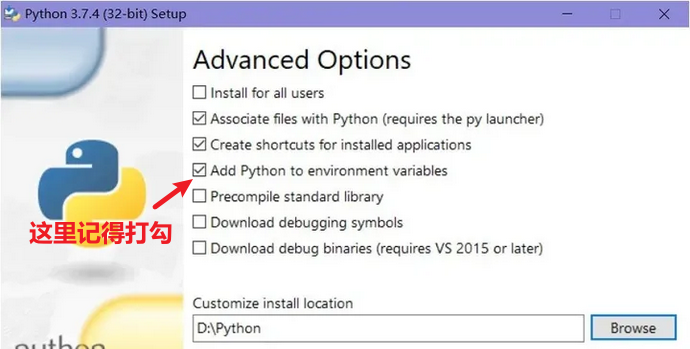 Python 3.7.4 (32-bit) Setup
Advanced Options
Install for all users
Associate files with Python (requires the py launcher)
Create shortcuts for installed applications
Add Python to environment variables
Precompile standard library
这里记得打勾
Download debugging symbols
Download debug binaries (requires VS 2015 or later)
Customize install location
D:\Python
Browse
python